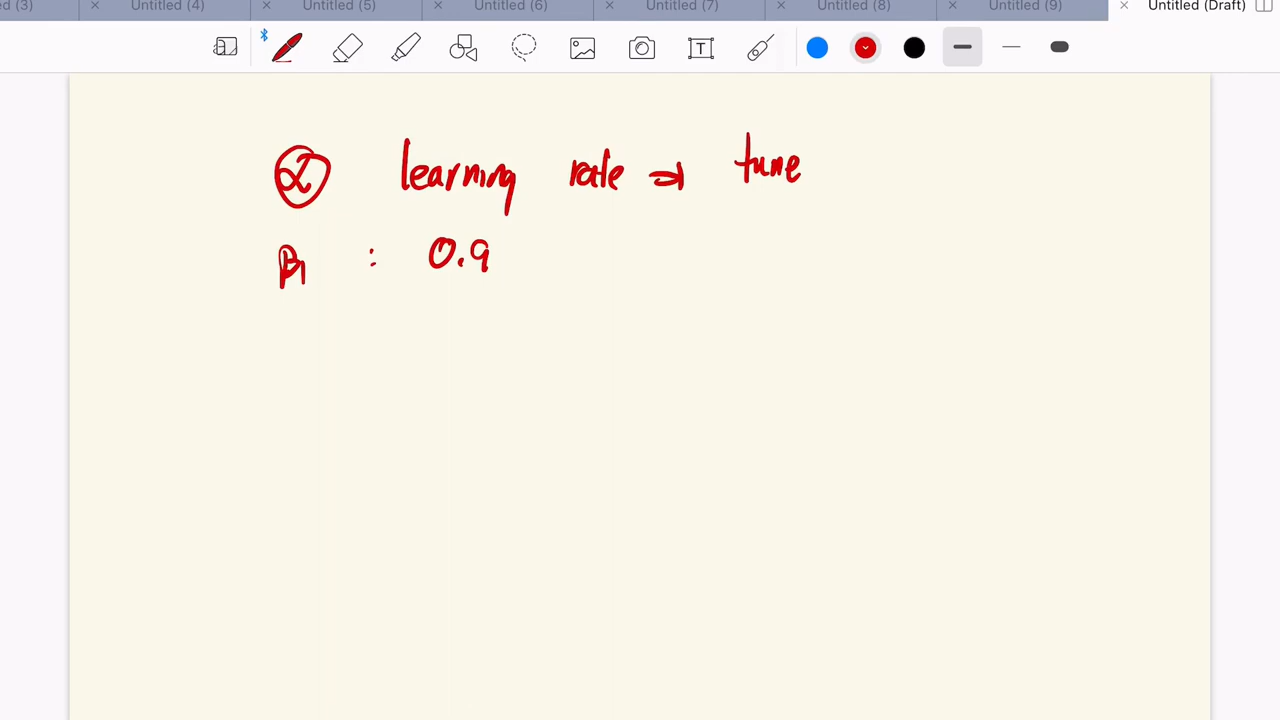 ed (3) Untitled (4) Untitled (5) Untitled (6) Untitled (7) Untitled (8) Untitled (9) Untitled (Draft)
T
α learning rate → tune
β1 : 0.9